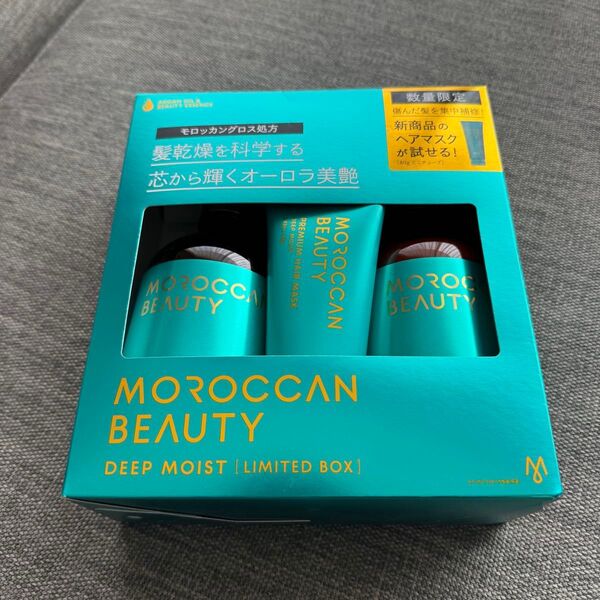 ARGAN OIL &
BEAUTY ESSENCE
モロッカングロス処方
髪乾燥を科学する
芯から輝くオーロラ美艶
数量限定
傷んだ髪を集中補修!
新商品の
ヘアマスク
が試せる!
MOROCCAN
BEAUTY
MOROCCAN
BEAUTY
PREMIUM HAIR MASK
DEEP MOIST
MOROCCAN
BEAUTY
MOROCCAN
BEAUTY
DEEP MOIST [LIMITED BOX]